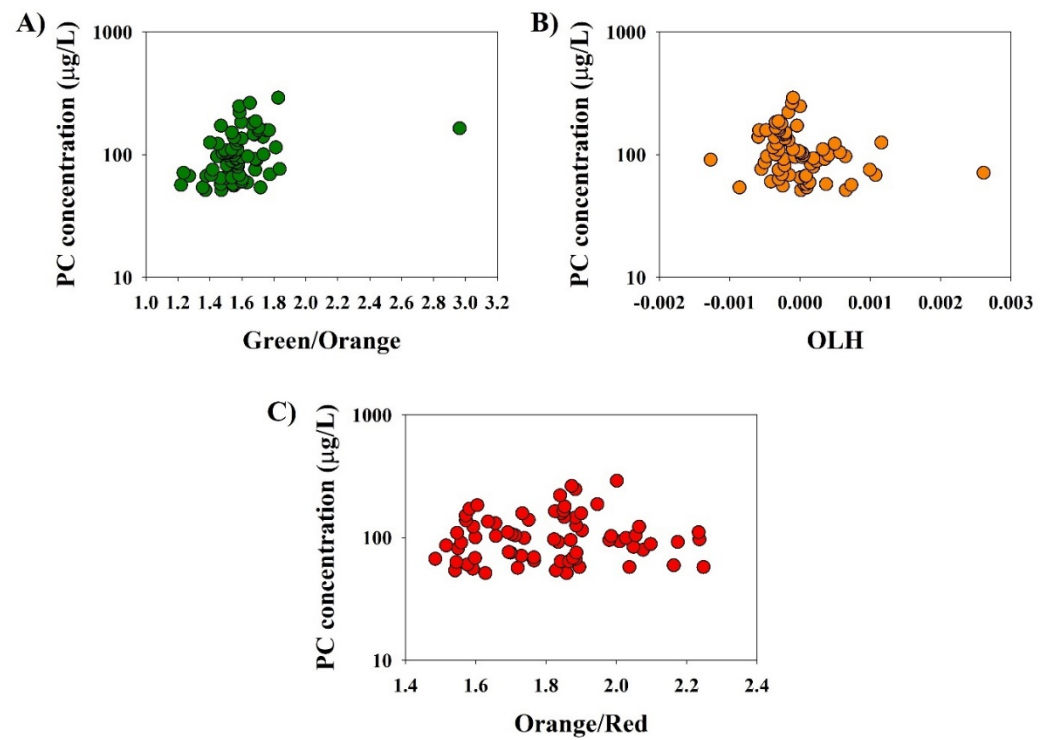 A)
PC concentration (µg/L)
1000
100
10
1.0 1.2 1.4 1.6 1.8 2.0 2.2 2.4 2.6 2.8 3.0 3.2
Green/Orange
B)
PC concentration (µg/L)
1000
100
10
-0.002 -0.001 0.000 0.001 0.002 0.003
OLH
C)
PC concentration (µg/L)
1000
100
10
1.4 1.6 1.8 2.0 2.2 2.4
Orange/Red